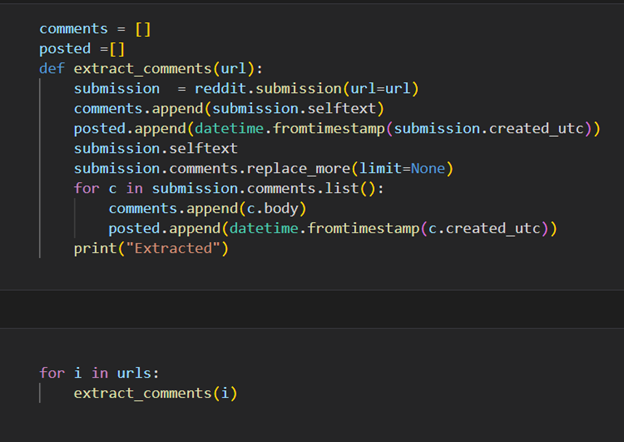 comments = []
posted =[]
def extract_comments(url):
    submission  = reddit.submission(url=url)
    comments.append(submission.selftext)
    posted.append(datetime.fromtimestamp(submission.created_utc))
    submission.selftext
    submission.comments.replace_more(limit=None)
    for c in submission.comments.list():
        comments.append(c.body)
        posted.append(datetime.fromtimestamp(c.created_utc))
    print("Extracted")
for i in urls:
    extract_comments(i)